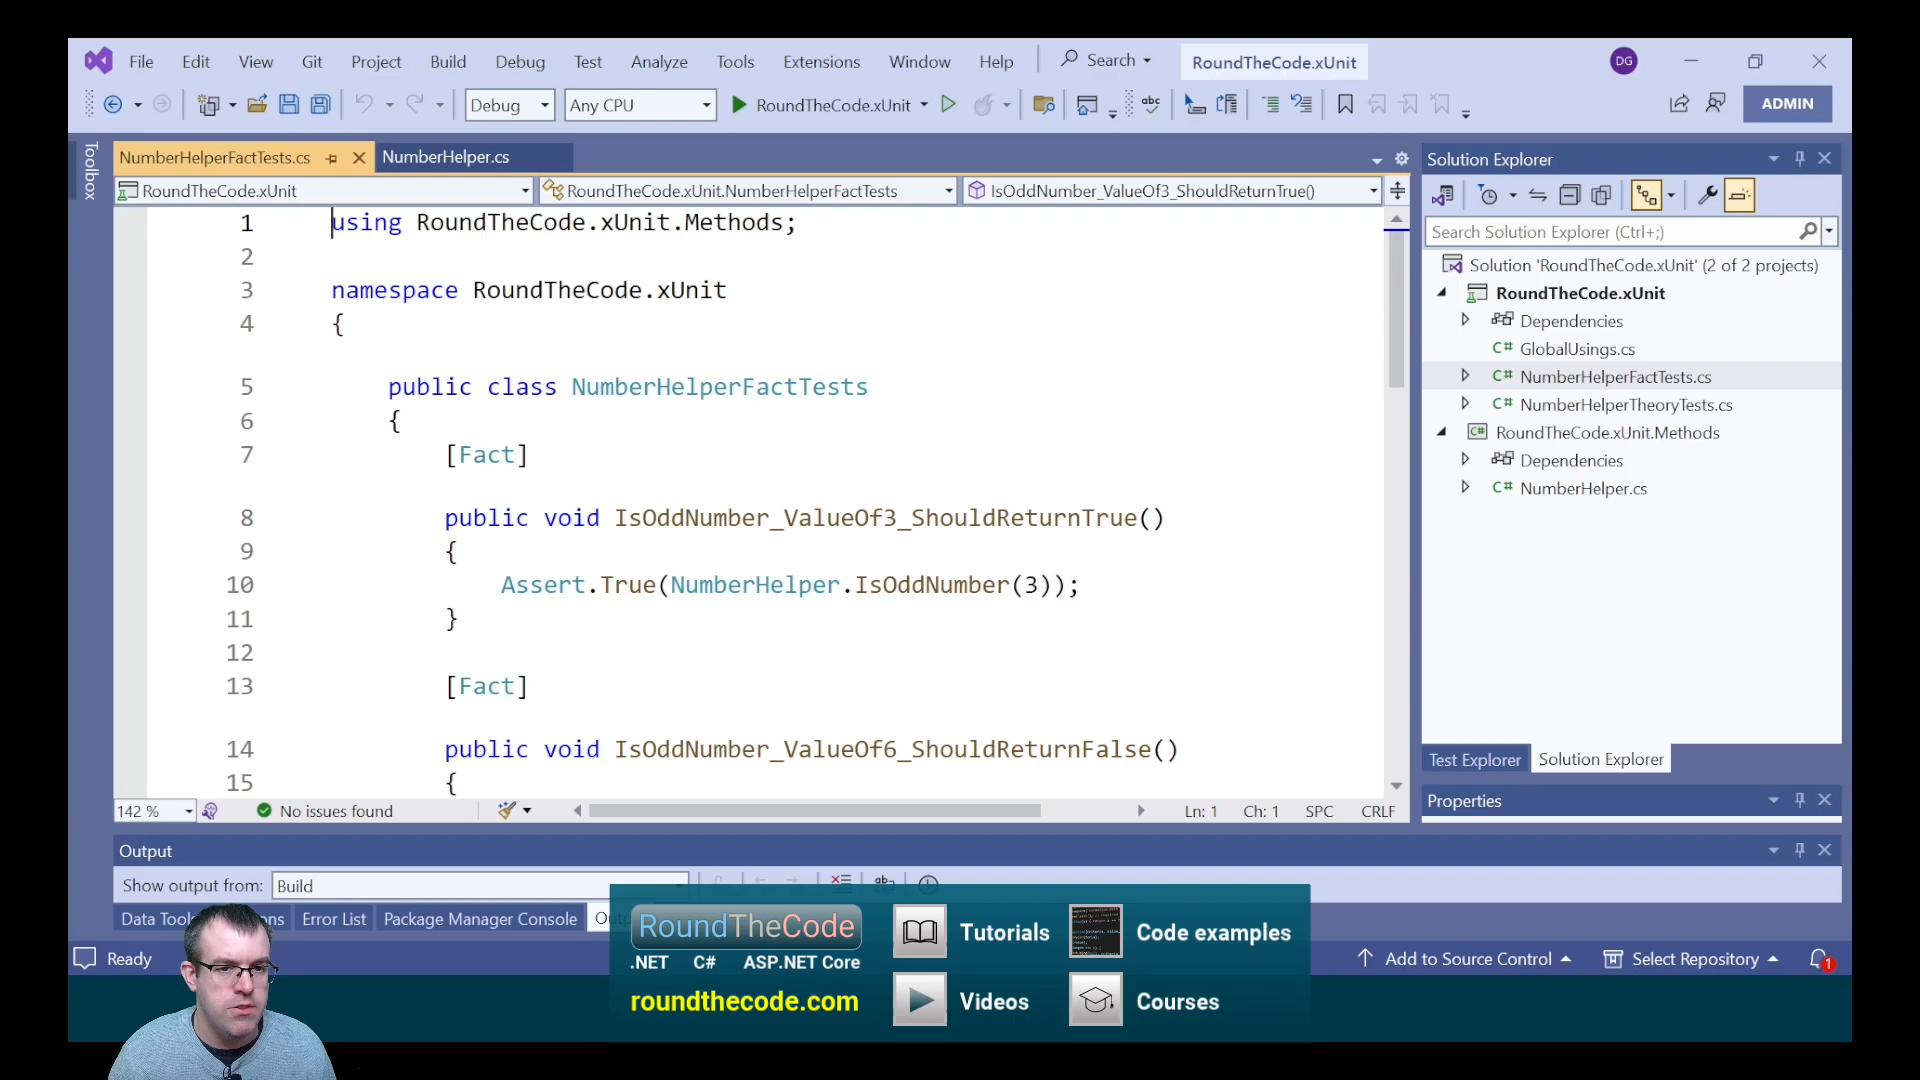 File Edit View Git Project Build Debug Test Analyze Tools Extensions Window Help Search RoundTheCode.xUnit DG
Debug Any CPU RoundTheCode.xUnit abc ADMIN
Toolbox
NumberHelperFactTests.cs NumberHelper.cs
RoundTheCode.xUnit RoundTheCode.xUnit.NumberHelperFactTests IsOddNumber_ValueOf3_ShouldReturnTrue()
1 using RoundTheCode.xUnit.Methods;
2
3 namespace RoundTheCode.xUnit
4 {
5 public class NumberHelperFactTests
6 {
7 [Fact]
8 public void IsOddNumber_ValueOf3_ShouldReturnTrue()
9 {
10 Assert.True(NumberHelper.IsOddNumber(3));
11 }
12
13 [Fact]
14 public void IsOddNumber_ValueOf6_ShouldReturnFalse()
15 {
142 % No issues found Ln: 1 Ch: 1 SPC CRLF
Solution Explorer
Search Solution Explorer (Ctrl+;)
Solution 'RoundTheCode.xUnit' (2 of 2 projects)
RoundTheCode.xUnit
Dependencies
C# GlobalUsings.cs
C# NumberHelperFactTests.cs
C# NumberHelperTheoryTests.cs
C# RoundTheCode.xUnit.Methods
Dependencies
C# NumberHelper.cs
Test Explorer Solution Explorer
Properties
Output
Show output from: Build
Error List Package Manager Console
Ready
Add to Source Control Select Repository 1
RoundTheCode
.NET C# ASP.NET Core
roundthecode.com
Tutorials
Code examples
Videos
Courses